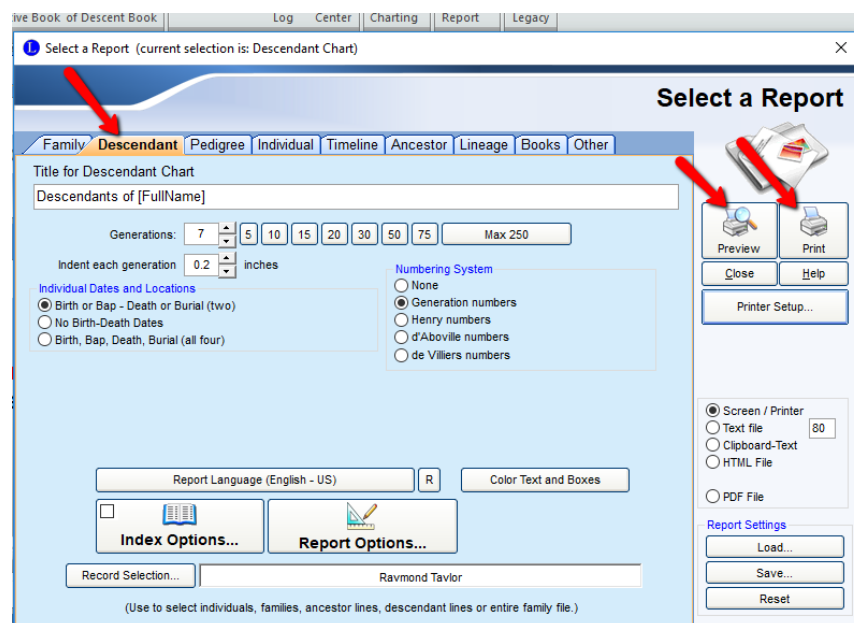 ive Book of Descent Book Log Center Charting Report Legacy
L Select a Report (current selection is: Descendant Chart)
Select a Report
Family Descendant Pedigree Individual Timeline Ancestor Lineage Books Other
Title for Descendant Chart
Descendants of [FullName]
Generations: 7 5 10 15 20 30 50 75 Max 250
Indent each generation 0.2 inches
Individual Dates and Locations
Birth or Bap - Death or Burial (two)
No Birth-Death Dates
Birth, Bap, Death, Burial (all four)
Numbering System
None
Generation numbers
Henry numbers
d'Aboville numbers
de Villiers numbers
Report Language (English - US) R Color Text and Boxes
Index Options... Report Options...
Record Selection... Raymond Taylor
(Use to select individuals, families, ancestor lines, descendant lines or entire family file.)
Preview Print
Close Help
Printer Setup...
Screen / Printer
Text file 80
Clipboard-Text
HTML File
PDF File
Report Settings
Load...
Save...
Reset